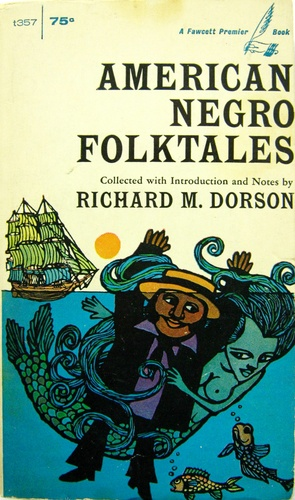 t357 75¢
A Fawcett Premier Book
AMERICAN
NEGRO
FOLKTALES
Collected with Introduction and Notes by
RICHARD M. DORSON